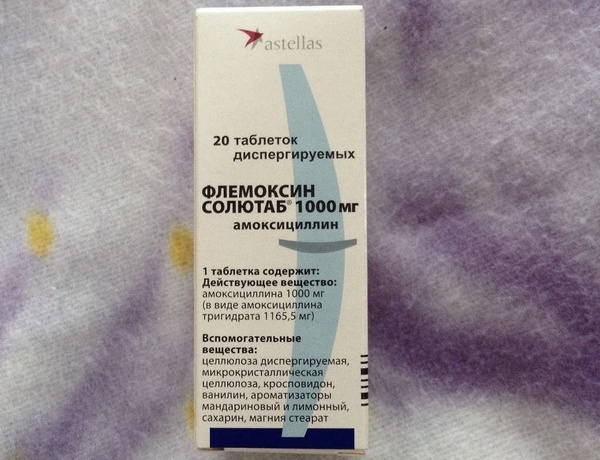 astellas
20 таблеток
диспергируемых
ФЛЕМОКСИН
СОЛЮТАБ® 1000 мг
амоксициллин
1 таблетка содержит:
Действующее вещество:
амоксициллина 1000 мг
(в виде амоксициллина
тригидрата 1165,5 мг)
Вспомогательные
вещества:
целлюлоза диспергируемая,
микрокристаллическая
целлюлоза, кросповидон,
ванилин, ароматизаторы
мандариновый и лимонный,
сахарин, магния стеарат